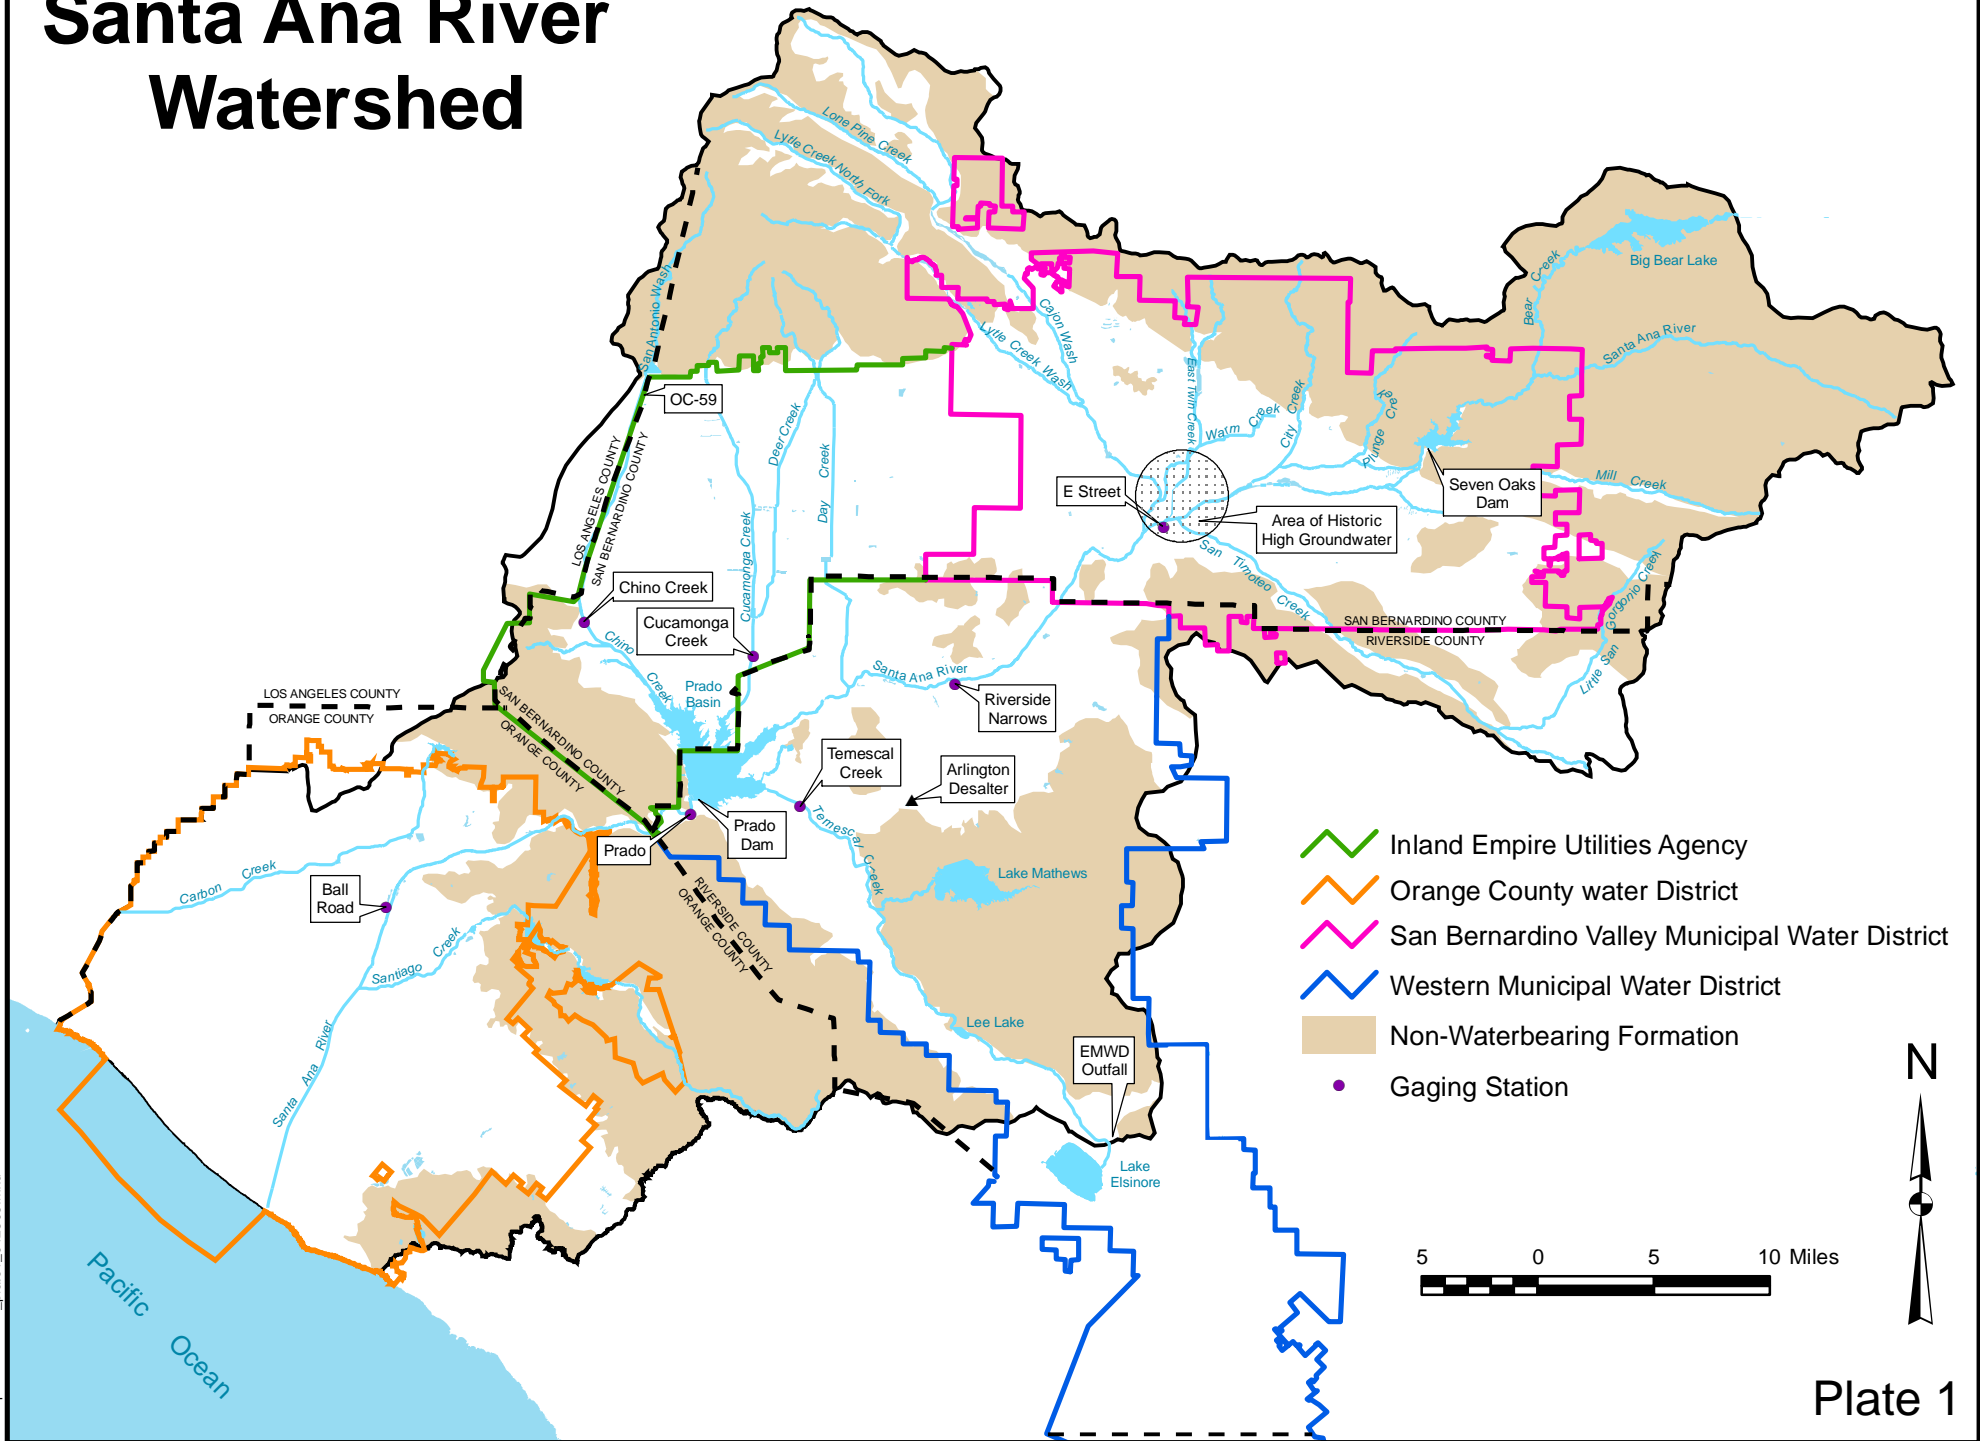 Santa Ana River
Watershed
Lone Pine Creek
Lytle Creek North Fork
San Antonio Wash
Cajon Wash
Lytle Creek Wash
East Twin Creek
Warm Creek
City Creek
Plunge Creek
Bear Creek
Big Bear Lake
Santa Ana River
Mill Creek
Seven Oaks
Dam
OC-59
LOS ANGELES COUNTY
SAN BERNARDINO COUNTY
Deer Creek
Day Creek
Cucamonga Creek
E Street
Area of Historic
High Groundwater
San Timoteo Creek
Little San Gorgonio Creek
SAN BERNARDINO COUNTY
RIVERSIDE COUNTY
Chino Creek
Cucamonga
Creek
Chino Creek
Prado
Basin
Santa Ana River
Riverside
Narrows
LOS ANGELES COUNTY
ORANGE COUNTY
SAN BERNARDINO COUNTY
ORANGE COUNTY
Temescal
Creek
Arlington
Desalter
Prado
Dam
Prado
Temescal Creek
Lake Mathews
RIVERSIDE COUNTY
ORANGE COUNTY
Carbon Creek
Ball
Road
Santiago Creek
Santa Ana River
Lee Lake
EMWD
Outfall
Lake
Elsinore
Pacific Ocean
Inland Empire Utilities Agency
Orange County water District
San Bernardino Valley Municipal Water District
Western Municipal Water District
Non-Waterbearing Formation
Gaging Station
N
5 0 5 10 Miles
Plate 1